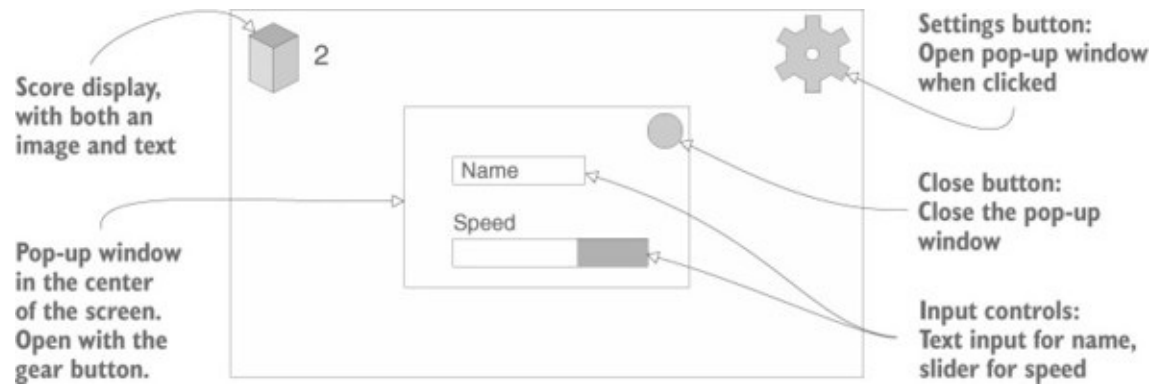 Score display,
with both an
image and text
2
Settings button:
Open pop-up window
when clicked
Name
Speed
Close button:
Close the pop-up
window
Pop-up window
in the center
of the screen.
Open with the
gear button.
Input controls:
Text input for name,
slider for speed